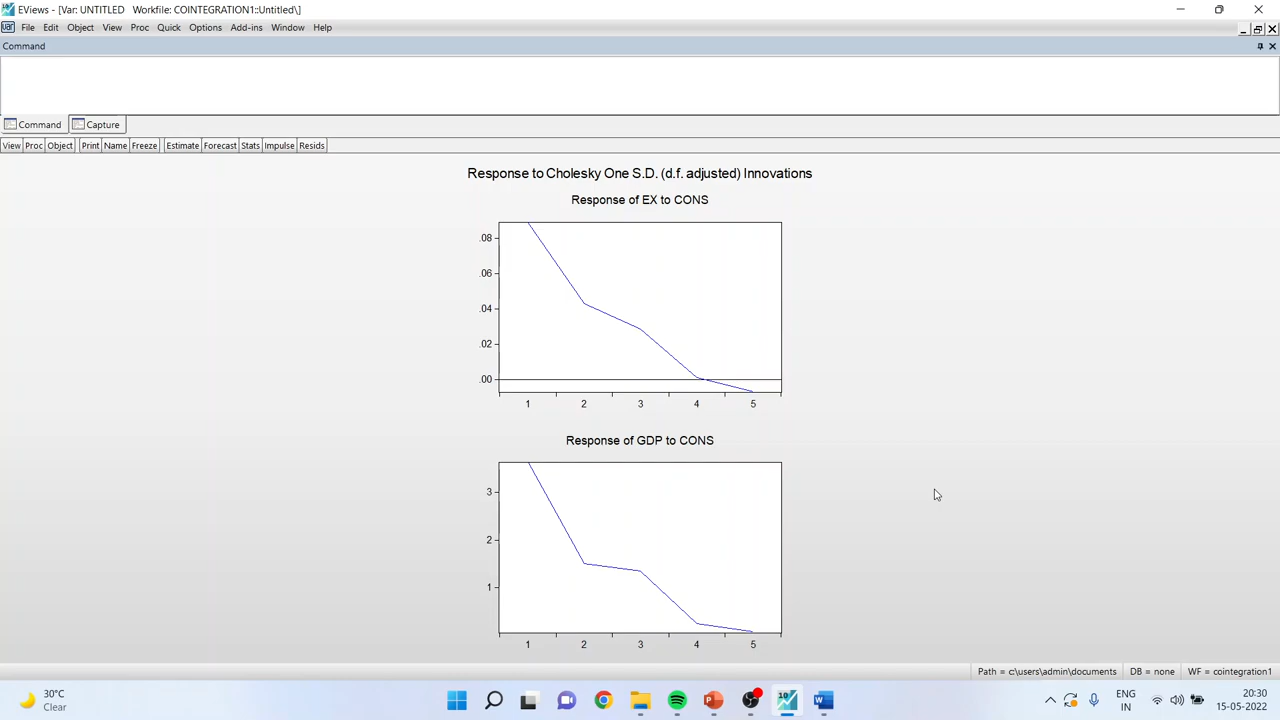 EViews - [Var: UNTITLED   Workfile: COINTEGRATION1::Untitled\]
File Edit Object View Proc Quick Options Add-ins Window Help
Command
Command Capture
View Proc Object Print Name Freeze Estimate Forecast Stats Impulse Resids
Response to Cholesky One S.D. (d.f. adjusted) Innovations
Response of EX to CONS
.08
.06
.04
.02
.00
1 2 3 4 5
Response of GDP to CONS
3
2
1
1 2 3 4 5
Path = c:\users\admin\documents DB = none WF = cointegration1
30°C
Clear
ENG
IN
20:30
15-05-2022